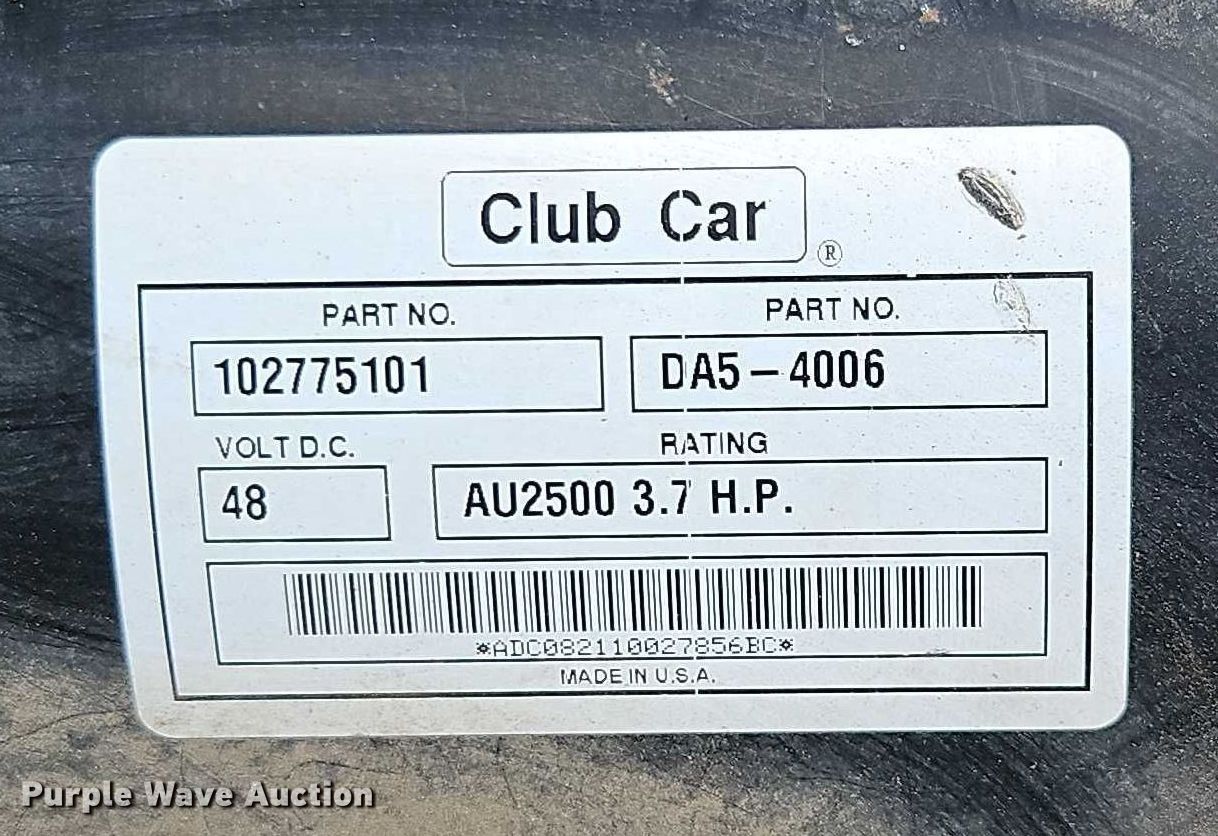 Club Car
®
PART NO. PART NO.
102775101 DA5-4006
VOLT D.C. RATING
48 AU2500 3.7 H.P.
*ADC082110027856BC*
MADE IN U.S.A.
Purple Wave Auction